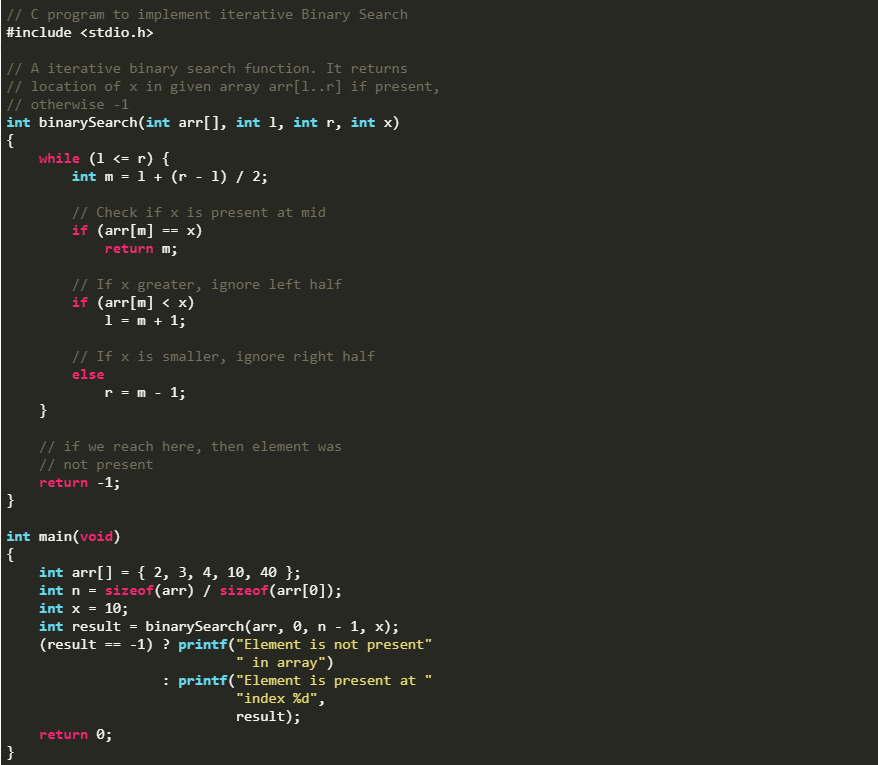 // C program to implement iterative Binary Search
#include <stdio.h>

// A iterative binary search function. It returns
// location of x in given array arr[l..r] if present,
// otherwise -1
int binarySearch(int arr[], int l, int r, int x)
{
    while (l <= r) {
        int m = l + (r - l) / 2;

        // Check if x is present at mid
        if (arr[m] == x)
            return m;

        // If x greater, ignore left half
        if (arr[m] < x)
            l = m + 1;

        // If x is smaller, ignore right half
        else
            r = m - 1;
    }

    // if we reach here, then element was
    // not present
    return -1;
}

int main(void)
{
    int arr[] = { 2, 3, 4, 10, 40 };
    int n = sizeof(arr) / sizeof(arr[0]);
    int x = 10;
    int result = binarySearch(arr, 0, n - 1, x);
    (result == -1) ? printf("Element is not present"
                            " in array")
                   : printf("Element is present at "
                            "index %d",
                            result);
    return 0;
}